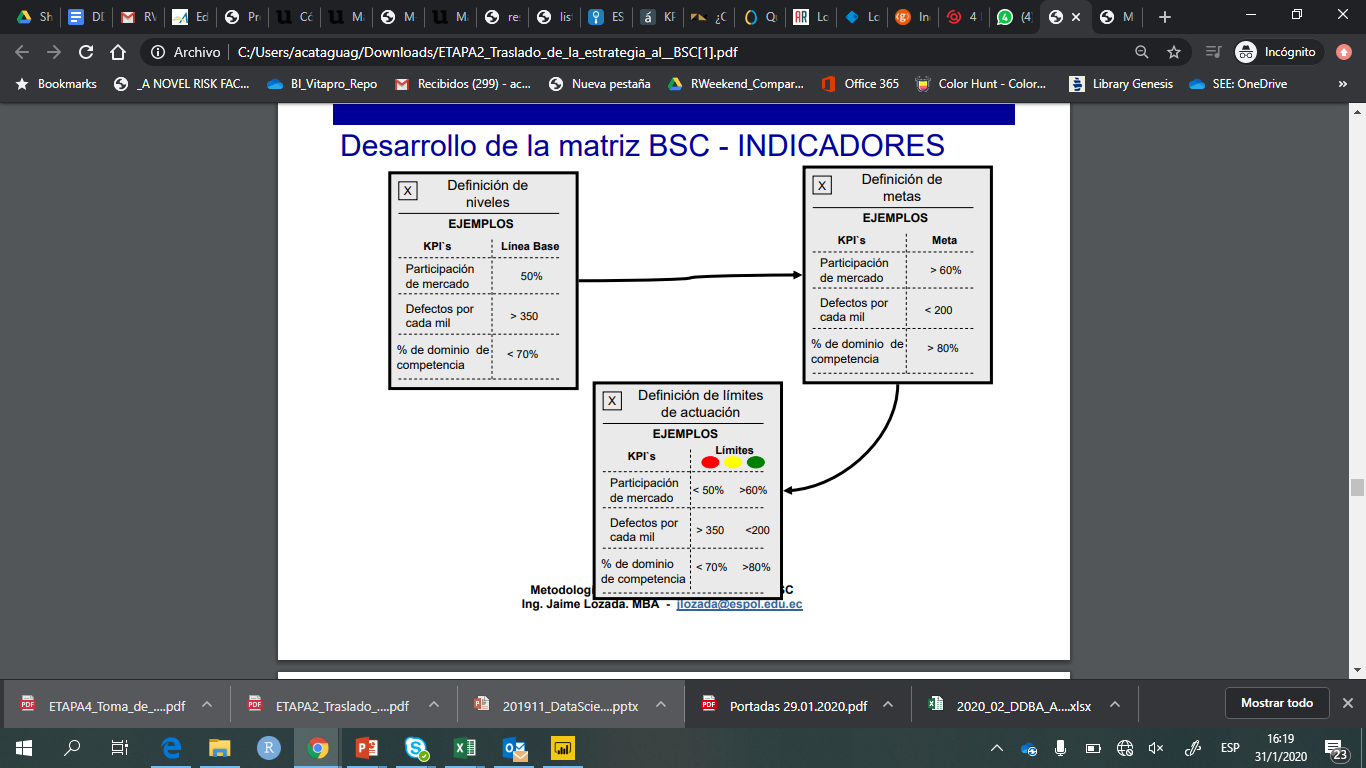 Sh
DI
RV
Ed
Pr
Có
M
M
M
re
lis
ES
KF
¿C
Qu
Lo
Lo
In
4
(4)
M
Archivo
C:/Users/acataguag/Downloads/ETAPA2_Traslado_de_la_estrategia_al__BSC[1].pdf
Incógnito
Bookmarks
_A NOVEL RISK FAC...
BI_Vitapro_Repo
Recibidos (299) - ac...
Nueva pestaña
RWeekend_Compar...
Office 365
Color Hunt - Color...
Library Genesis
SEE: OneDrive
»
Desarrollo de la matriz BSC - INDICADORES
X
Definición de
niveles
EJEMPLOS
KPI`s Linea Base
Participación
de mercado
50%
Defectos por
cada mil
> 350
% de dominio de
competencia
< 70%
X
Definición de
metas
EJEMPLOS
KPI`s Meta
Participación
de mercado
> 60%
Defectos por
cada mil
< 200
% de dominio de
competencia
> 80%
X
Definición de límites
de actuación
EJEMPLOS
KPI`s
Límites
Participación
de mercado
< 50% >60%
Defectos por
cada mil
> 350 <200
% de dominio
de competencia
< 70% >80%
Metodologí
SC
Ing. Jaime Lozada. MBA - jlozada@espol.edu.ec
ETAPA4_Toma_de_....pdf
ETAPA2_Traslado_....pdf
201911_DataScie....pptx
Portadas 29.01.2020.pdf
2020_02_DDBA_A....xlsx
Mostrar todo
ESP
16:19
31/1/2020
23